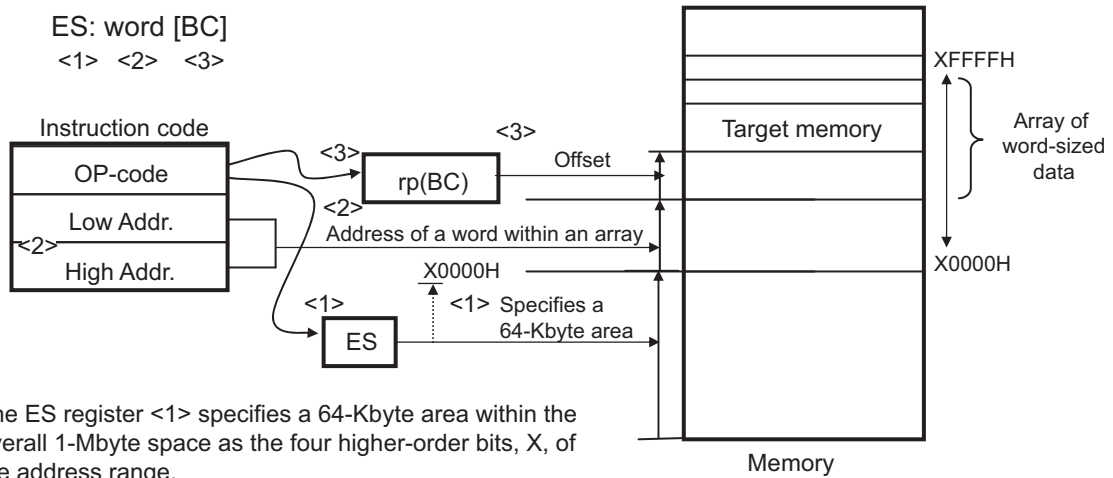 ES: word [BC]
<1> <2> <3>
Instruction code
OP-code
Low Addr.
<2>
High Addr.
<3>
rp(BC)
<3>
Offset
<2>
Address of a word within an array
X0000H
<1>
ES
<1> Specifies a
64-Kbyte area
Target memory
XFFFFH
Array of
word-sized
data
X0000H
Memory
ES register <1> specifies a 64-Kbyte area within the
1-Mbyte space as the four higher-order bits, X, of
address range.